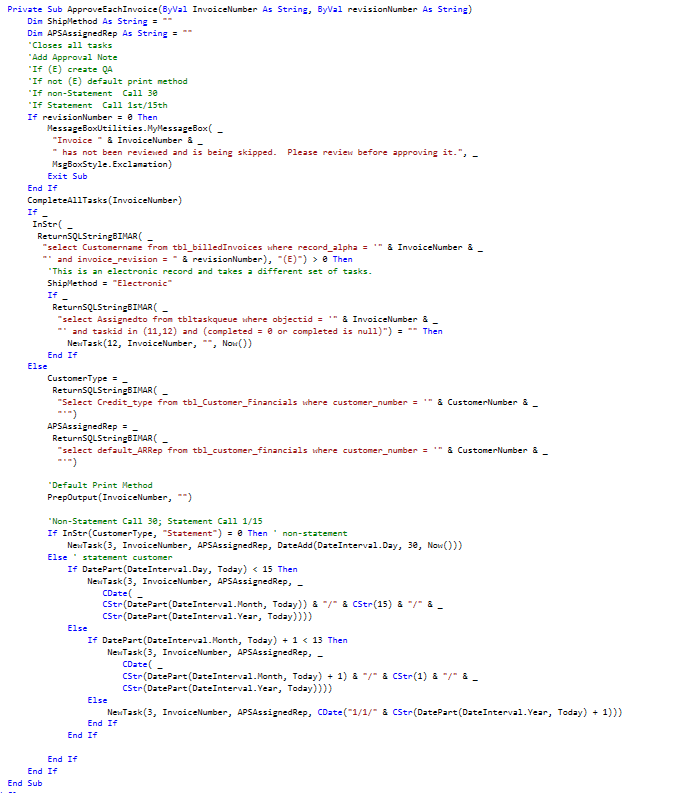 Private Sub ApproveEachInvoice(ByVal InvoiceNumber As String, ByVal revisionNumber As String)
Dim ShipMethod As String = ""
Dim APSAssignedRep As String = ""
'Closes all tasks
'Add Approval Note
'If (E) create QA
'If not (E) default print method
'If non-Statement  Call 30
'If Statement  Call 1st/15th
If revisionNumber = 0 Then
MessageBoxUtilities.MyMessageBox( _
"Invoice " & InvoiceNumber & _
" has not been reviewed and is being skipped.  Please review before approving it.", _
MsgBoxStyle.Exclamation)
Exit Sub
End If
CompleteAllTasks(InvoiceNumber)
If _
InStr( _
ReturnSQLStringBIMAR( _
"select Customername from tbl_billedInvoices where record_alpha = '" & InvoiceNumber & _
"' and invoice_revision = " & revisionNumber), "(E)") > 0 Then
'This is an electronic record and takes a different set of tasks.
ShipMethod = "Electronic"
If _
ReturnSQLStringBIMAR( _
"select Assignedto from tbltaskqueue where objectid = '" & InvoiceNumber & _
"' and taskid in (11,12) and (completed = 0 or completed is null)") = "" Then
NewTask(12, InvoiceNumber, "", Now())
End If
Else
CustomerType = _
ReturnSQLStringBIMAR( _
"Select Credit_type from tbl_Customer_Financials where customer_number = '" & CustomerNumber & _
"'")
APSAssignedRep = _
ReturnSQLStringBIMAR( _
"select default_ARRep from tbl_customer_financials where customer_number = '" & CustomerNumber & _
"'")
'Default Print Method
PrepOutput(InvoiceNumber, "")
'Non-Statement Call 30; Statement Call 1/15
If InStr(CustomerType, "Statement") = 0 Then ' non-statement
NewTask(3, InvoiceNumber, APSAssignedRep, DateAdd(DateInterval.Day, 30, Now()))
Else ' statement customer
If DatePart(DateInterval.Day, Today) < 15 Then
NewTask(3, InvoiceNumber, APSAssignedRep, _
CDate( _
CStr(DatePart(DateInterval.Month, Today)) & "/" & CStr(15) & "/" & _
CStr(DatePart(DateInterval.Year, Today))))
Else
If DatePart(DateInterval.Month, Today) + 1 < 13 Then
NewTask(3, InvoiceNumber, APSAssignedRep, _
CDate( _
CStr(DatePart(DateInterval.Month, Today) + 1) & "/" & CStr(1) & "/" & _
CStr(DatePart(DateInterval.Year, Today))))
Else
NewTask(3, InvoiceNumber, APSAssignedRep, CDate("1/1/" & CStr(DatePart(DateInterval.Year, Today) + 1)))
End If
End If
End If
End If
End Sub